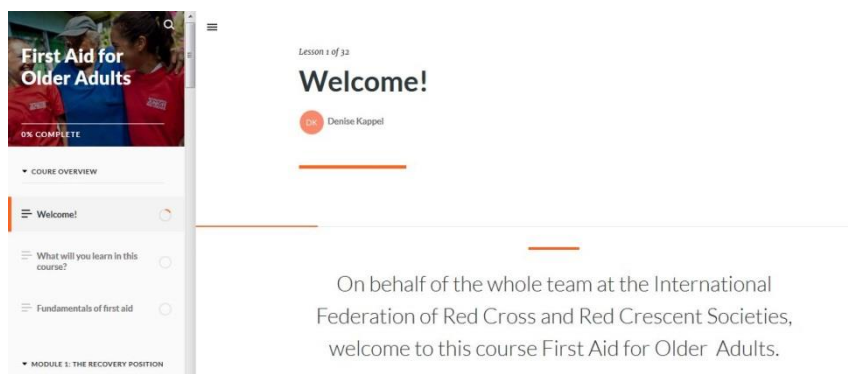 First Aid for
Older Adults
0% COMPLETE
COURE OVERVIEW
Welcome!
What will you learn in this
course?
Fundamentals of first aid
MODULE 1: THE RECOVERY POSITION
Lesson 1 of 32
Welcome!
DK Denise Kappel
On behalf of the whole team at the International
Federation of Red Cross and Red Crescent Societies,
welcome to this course First Aid for Older Adults.